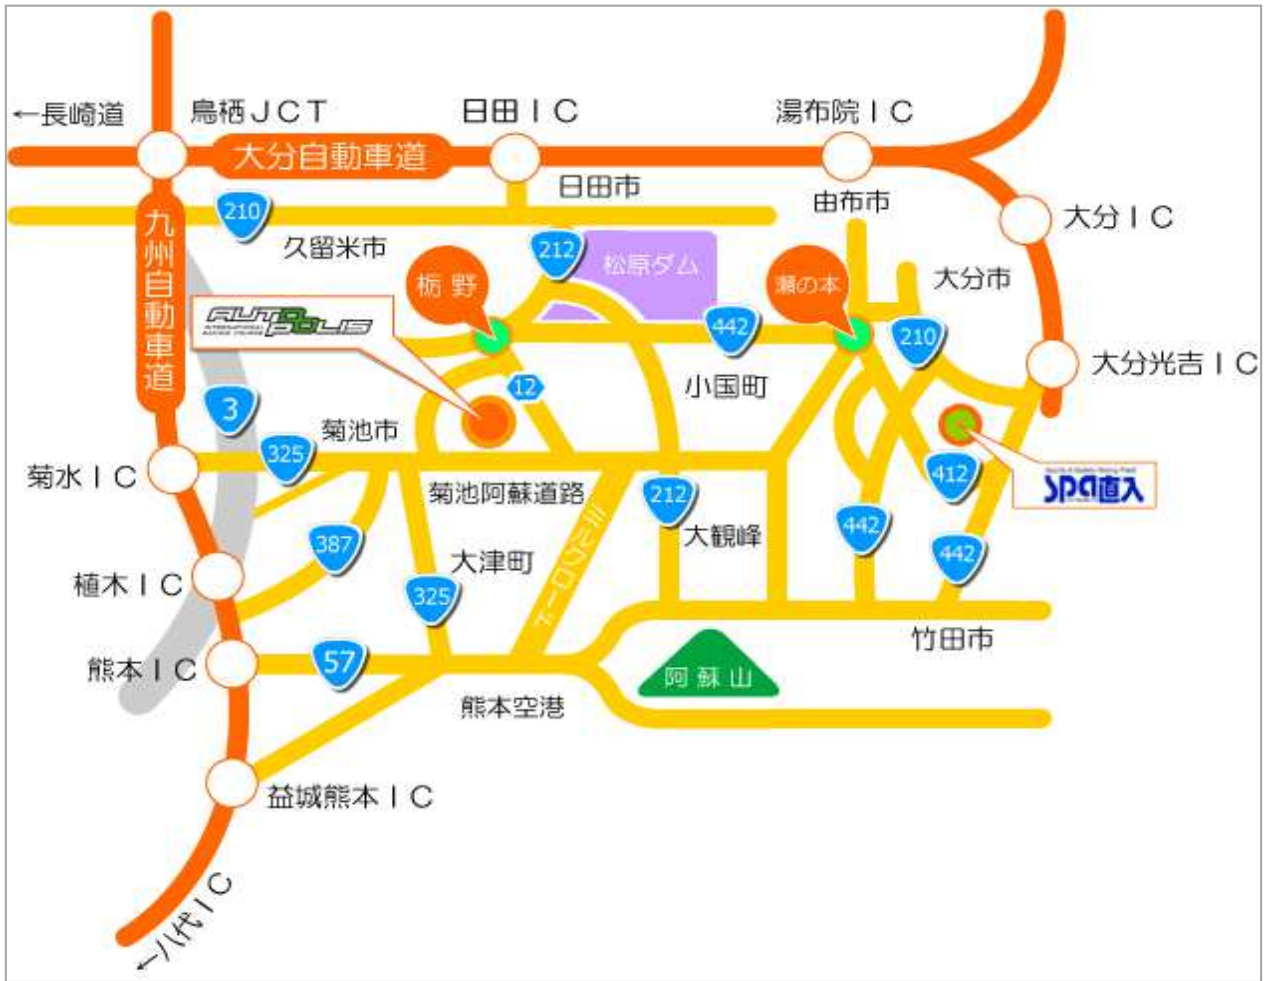 ←長崎道
鳥栖JCT
日田IC
湯布院IC
大分自動車道
日田市
由布市
大分IC
九州自動車道
210
久留米市
212
松原ダム
栃野
瀬の本
大分市
AUTOPOLIS
442
210
大分光吉IC
12
小国町
3
菊池市
325
菊水IC
菊池阿蘇道路
212
412
SPA直入
ミルクロード
大観峰
442
387
大津町
442
植木IC
325
竹田市
熊本IC
57
阿蘇山
熊本空港
益城熊本IC
←八代IC